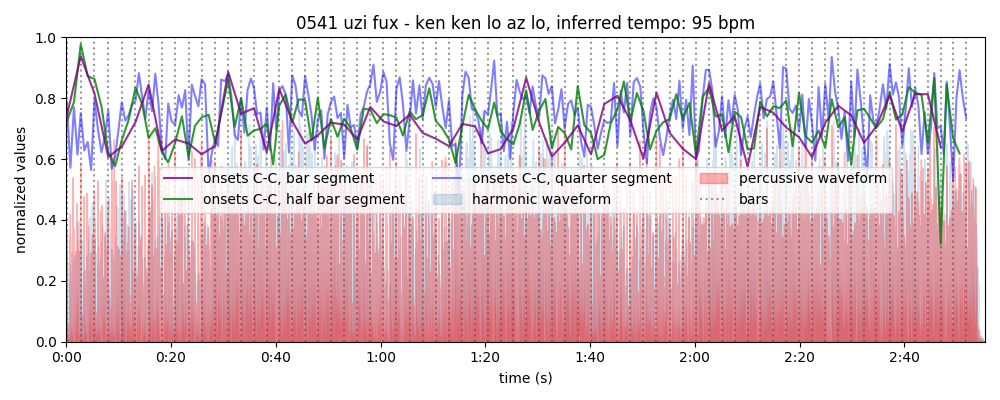 0541 uzi fux - ken ken lo az lo, inferred tempo: 95 bpm
1.0
0.8
0.6
0.4
0.2
0.0
normalized values
onsets C-C, bar segment
onsets C-C, half bar segment
onsets C-C, quarter segment
harmonic waveform
percussive waveform
bars
0:00 0:20 0:40 1:00 1:20 1:40 2:00 2:20 2:40
time (s)